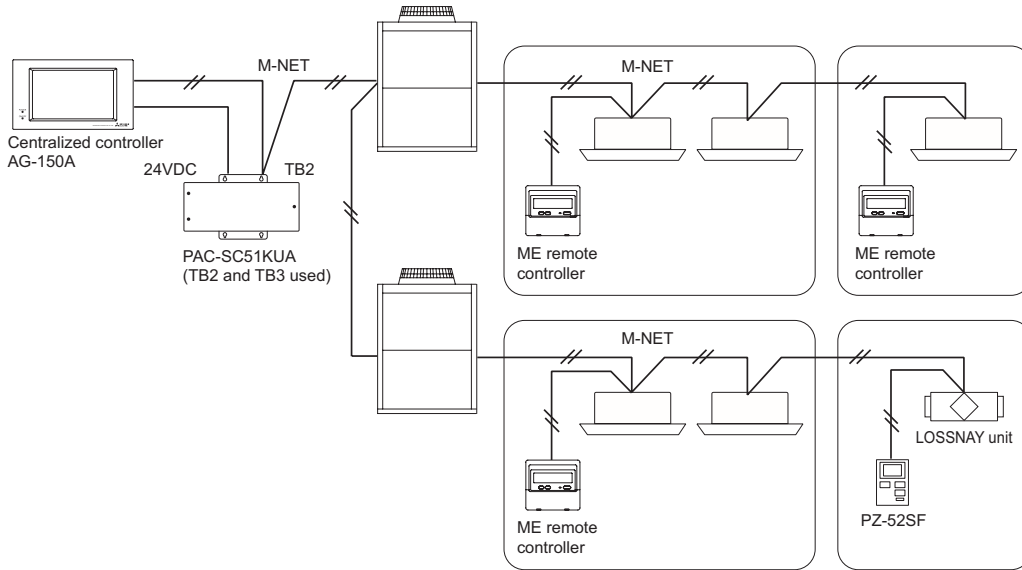 M-NET
M-NET
Centralized controller
AG-150A
24VDC
TB2
PAC-SC51KUA
(TB2 and TB3 used)
ME remote
controller
ME remote
controller
M-NET
LOSSNAY unit
ME remote
controller
PZ-52SF